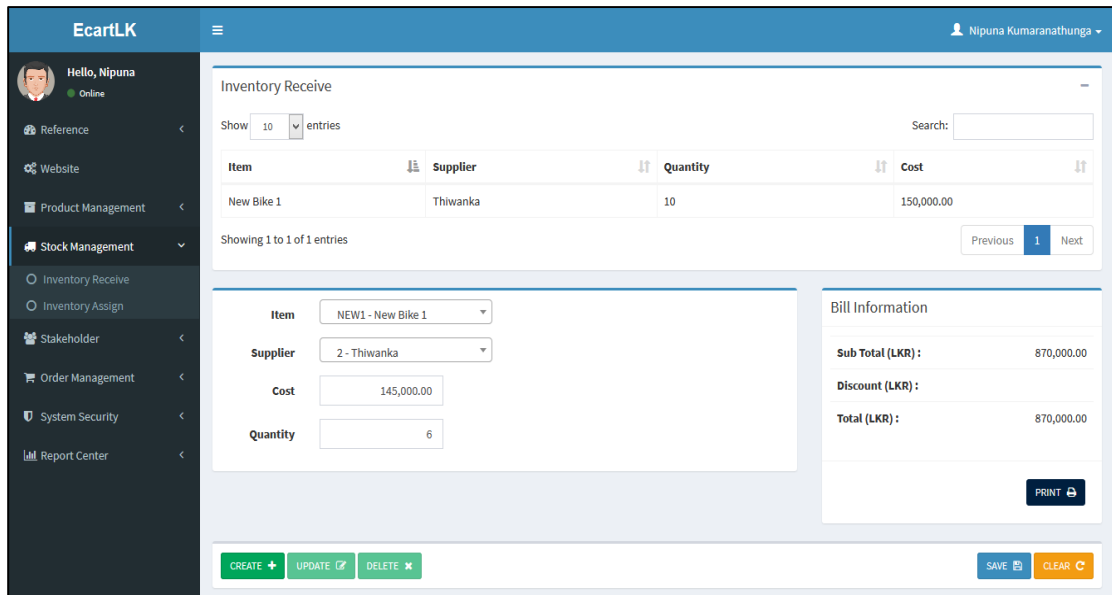 EcartLK
Nipuna Kumaranathunga
Hello, Nipuna
Online
Reference
Website
Product Management
Stock Management
Inventory Receive
Inventory Assign
Stakeholder
Order Management
System Security
Report Center
Inventory Receive
Show 10 entries
Search:
Item Supplier Quantity Cost
New Bike 1 Thiwanka 10 150,000.00
Showing 1 to 1 of 1 entries
Previous 1 Next
Item NEW1 - New Bike 1
Supplier 2 - Thiwanka
Cost 145,000.00
Quantity 6
Bill Information
Sub Total (LKR) : 870,000.00
Discount (LKR) :
Total (LKR) : 870,000.00
PRINT
CREATE UPDATE DELETE
SAVE CLEAR